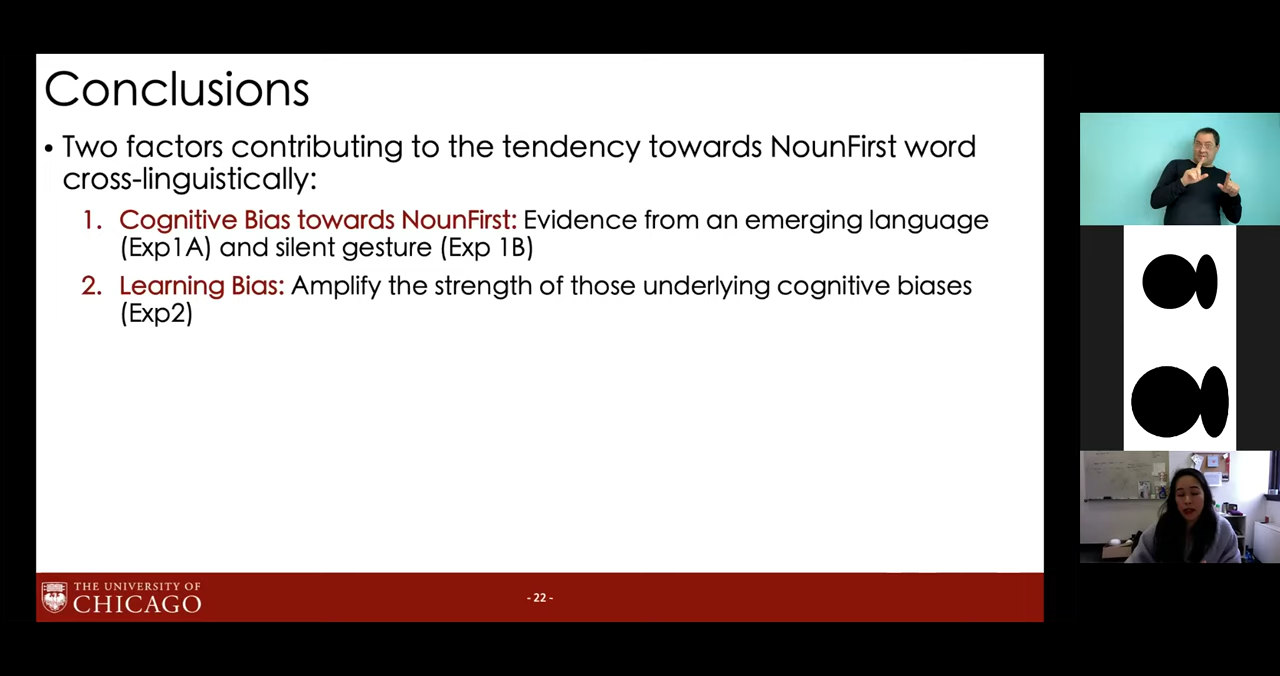 Conclusions
• Two factors contributing to the tendency towards NounFirst word
cross-linguistically:
1. Cognitive Bias towards NounFirst: Evidence from an emerging language
(Exp1A) and silent gesture (Exp 1B)
2. Learning Bias: Amplify the strength of those underlying cognitive biases
(Exp2)
THE UNIVERSITY OF
CHICAGO
- 22 -